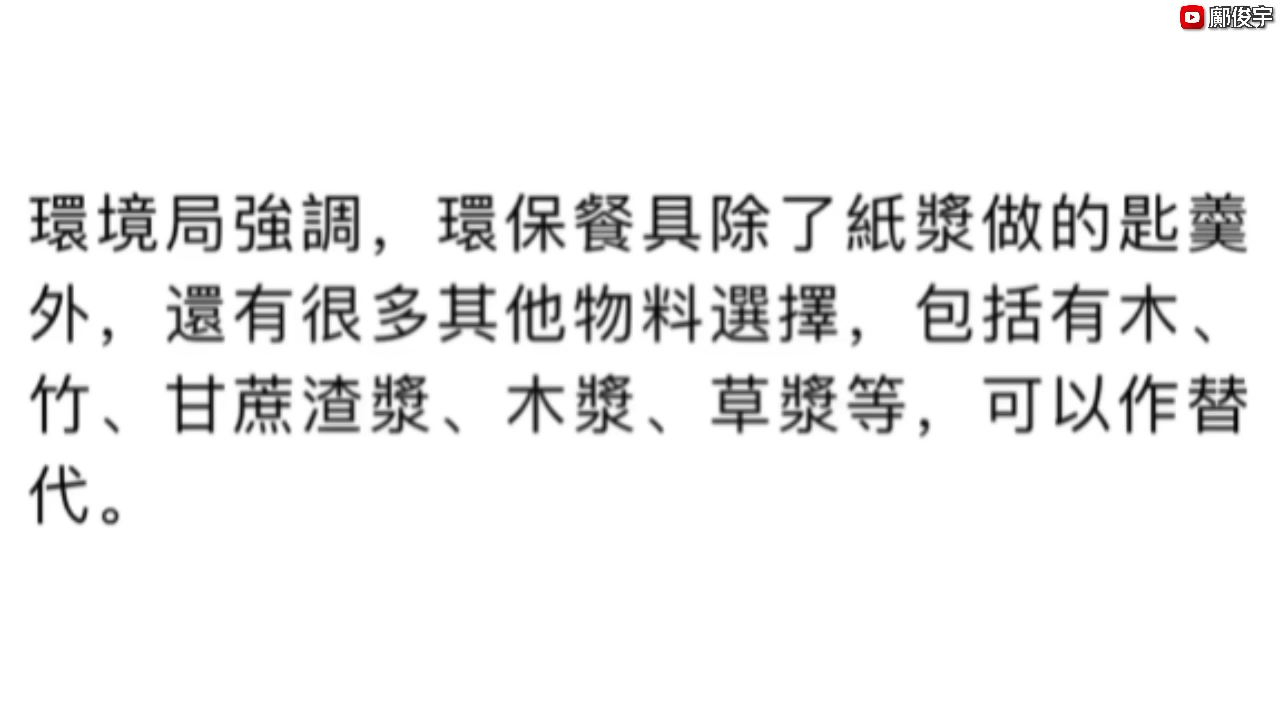 鄺俊宇
環境局強調，環保餐具除了紙漿做的匙羹
外，還有很多其他物料選擇，包括有木、
竹、甘蔗渣漿、木漿、草漿等，可以作替
代。